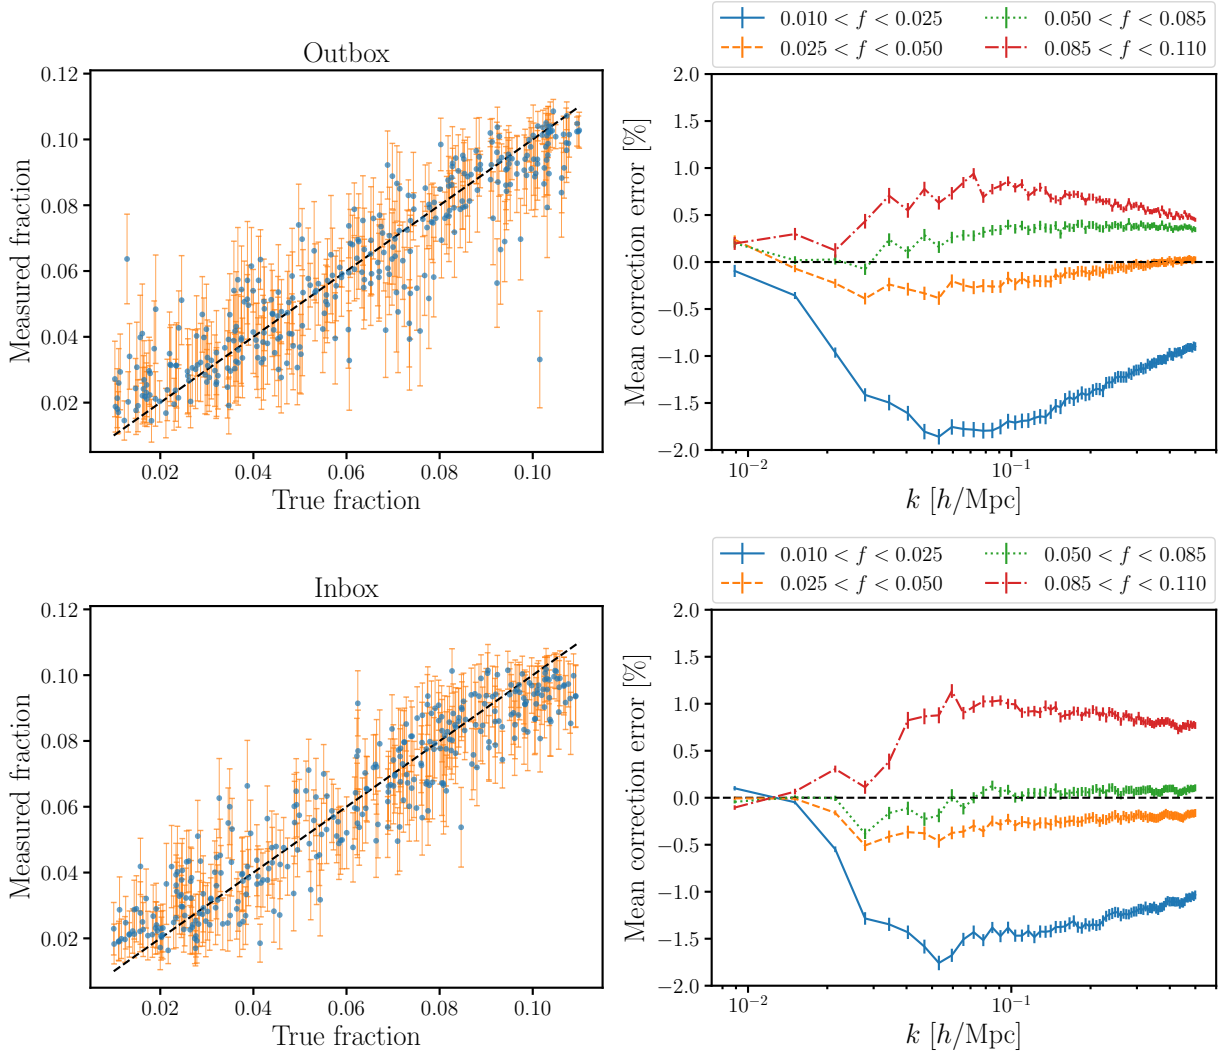 Outbox
0.12
0.10
0.08
0.06
0.04
0.02
Measured fraction
0.02 0.04 0.06 0.08 0.10
True fraction
0.010 < f < 0.025 0.050 < f < 0.085
0.025 < f < 0.050 0.085 < f < 0.110
2.0
1.5
1.0
0.5
0.0
−0.5
−1.0
−1.5
−2.0
Mean correction error [%]
10⁻² 10⁻¹
k [h/Mpc]
Inbox
0.12
0.10
0.08
0.06
0.04
0.02
Measured fraction
0.02 0.04 0.06 0.08 0.10
True fraction
0.010 < f < 0.025 0.050 < f < 0.085
0.025 < f < 0.050 0.085 < f < 0.110
2.0
1.5
1.0
0.5
0.0
−0.5
−1.0
−1.5
−2.0
Mean correction error [%]
10⁻² 10⁻¹
k [h/Mpc]